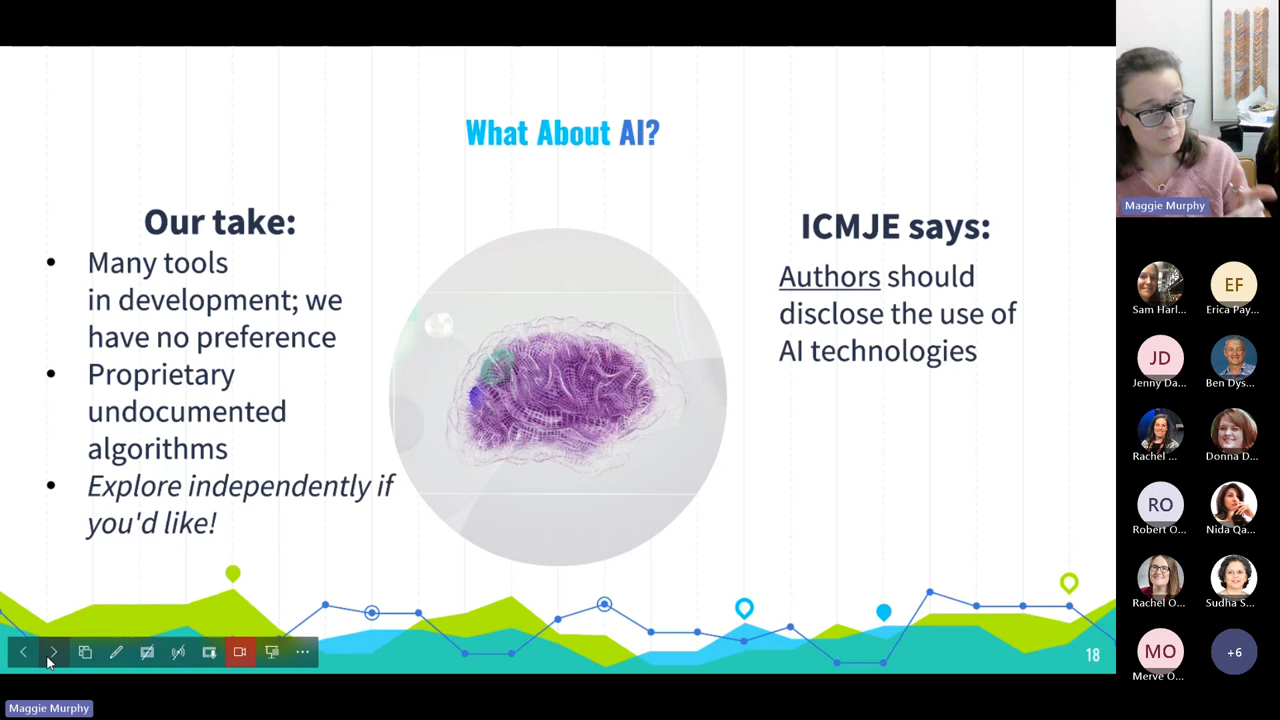 What About AI?
Our take:
• Many tools
in development; we
have no preference
• Proprietary
undocumented
algorithms
• Explore independently if
you'd like!
ICMJE says:
Authors should
disclose the use of
AI technologies
18
Maggie Murphy
Sam Harl...
EF
Erica Pay...
JD
Jenny Da...
Ben Dys...
Rachel ...
Donna D...
RO
Robert O...
Nida Qa...
Rachel O...
Sudha S...
MO
Merve O...
+6
Maggie Murphy